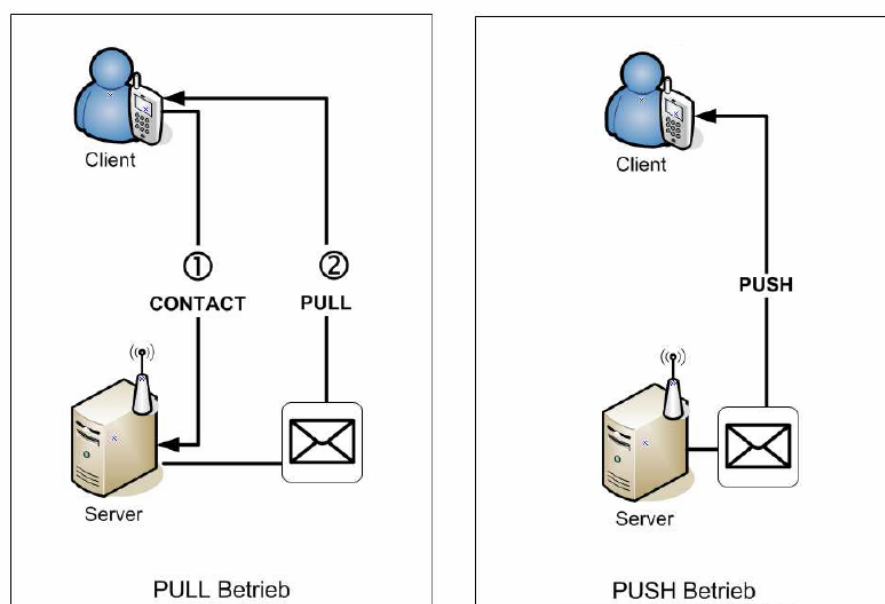 Client
①
②
CONTACT
PULL
Server
PULL Betrieb
Client
PUSH
Server
PUSH Betrieb